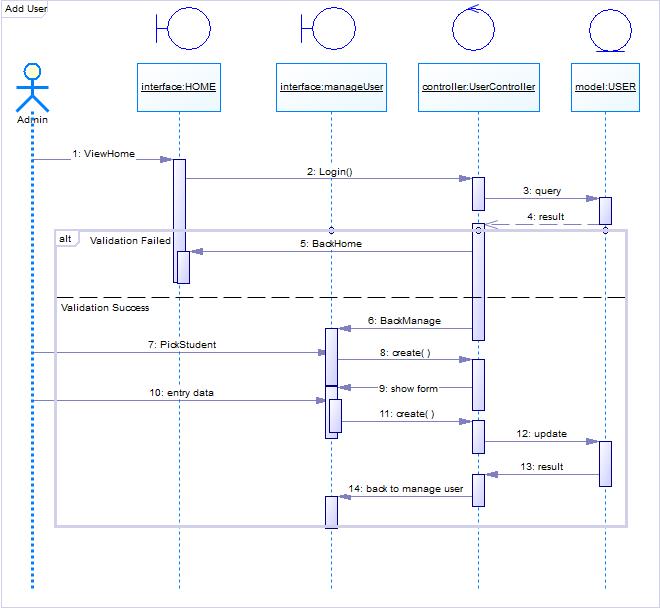 Add User
interface:HOME
interface:manageUser
controller:UserController
model:USER
Admin
1: ViewHome
2: Login()
3: query
4: result
alt
Validation Failed
5: BackHome
Validation Success
6: BackManage
7: PickStudent
8: create( )
9: show form
10: entry data
11: create( )
12: update
13: result
14: back to manage user